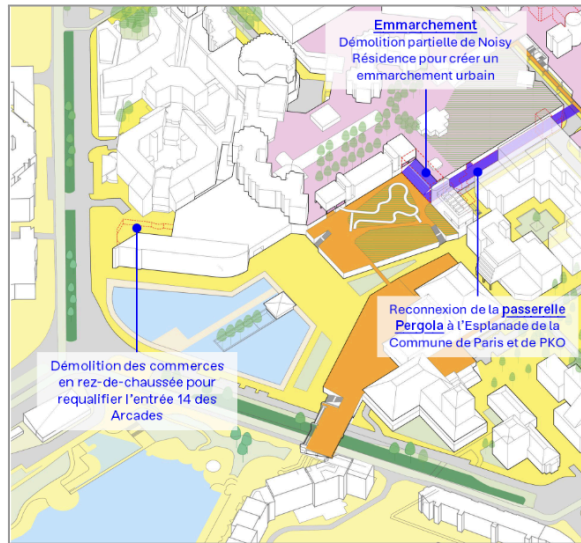 Emmarchement
Démolition partielle de Noisy
Résidence pour créer un
emmarchement urbain
Reconnexion de la passerelle
Pergola à l'Esplanade de la
Commune de Paris et de PKO
Démolition des commerces
en rez-de-chaussée pour
requalifier l'entrée 14 des
Arcades